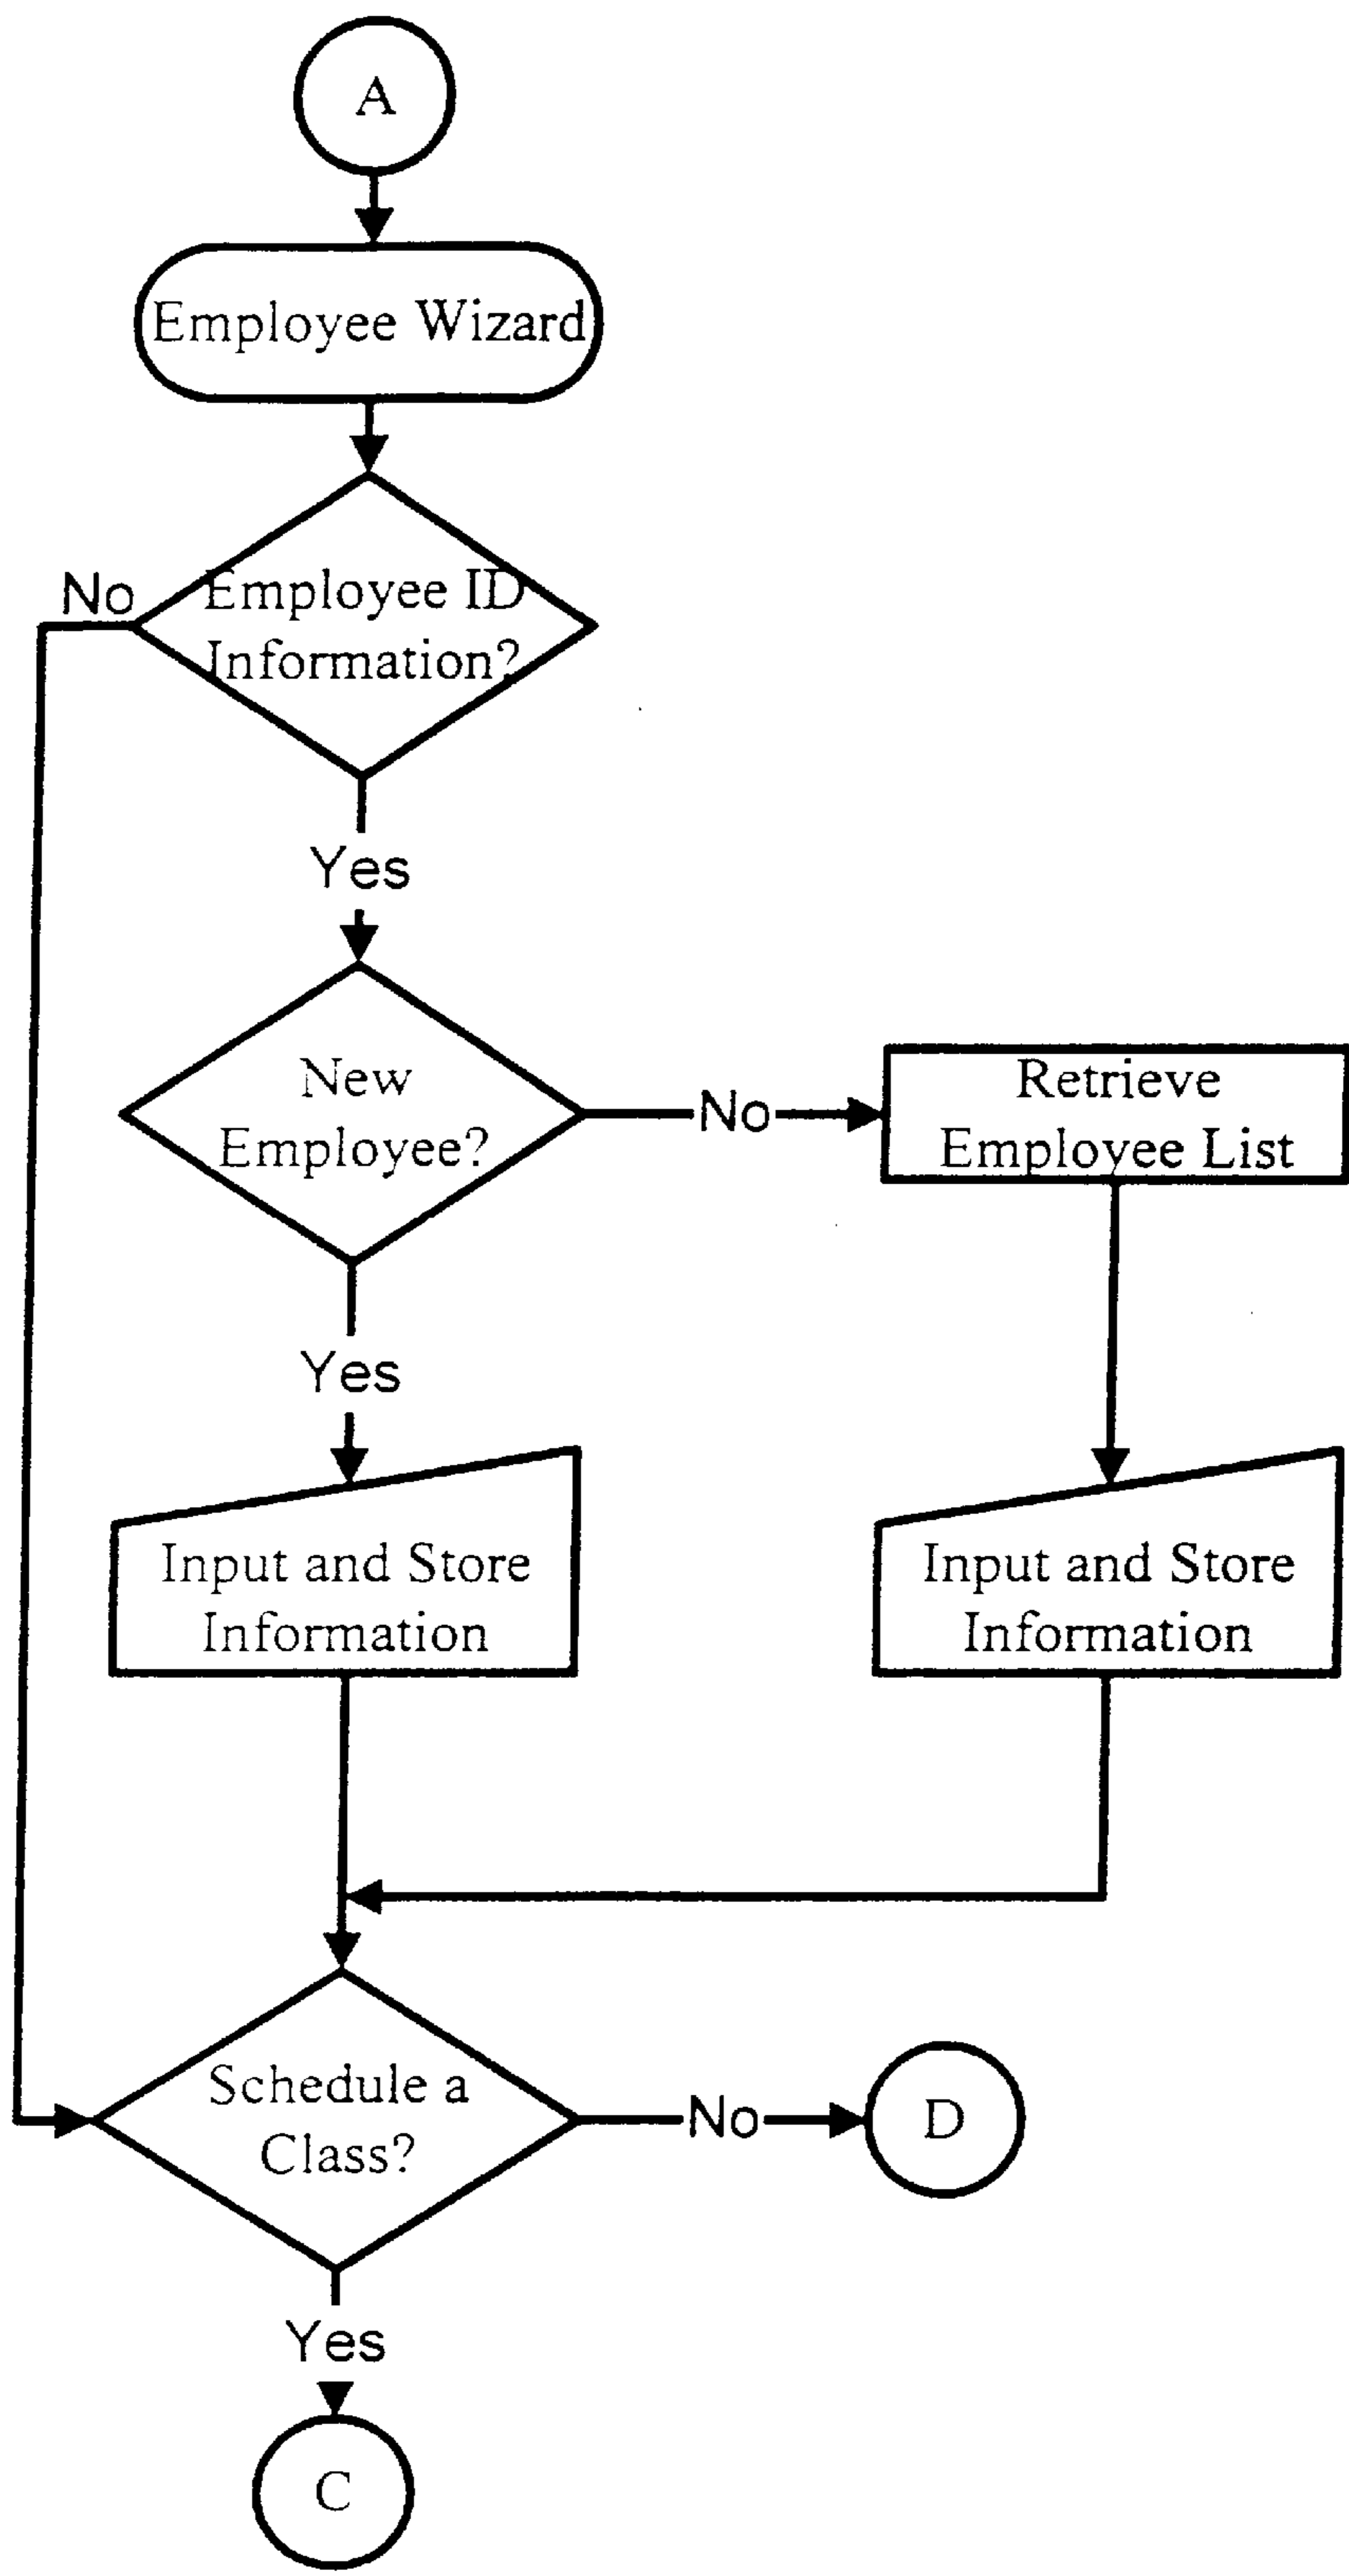 A
Employee Wizard
No
Employee ID
Information?
Yes
New
Employee?
No
Retrieve
Employee List
Yes
Input and Store
Information
Input and Store
Information
Schedule a
Class?
No
D
Yes
C